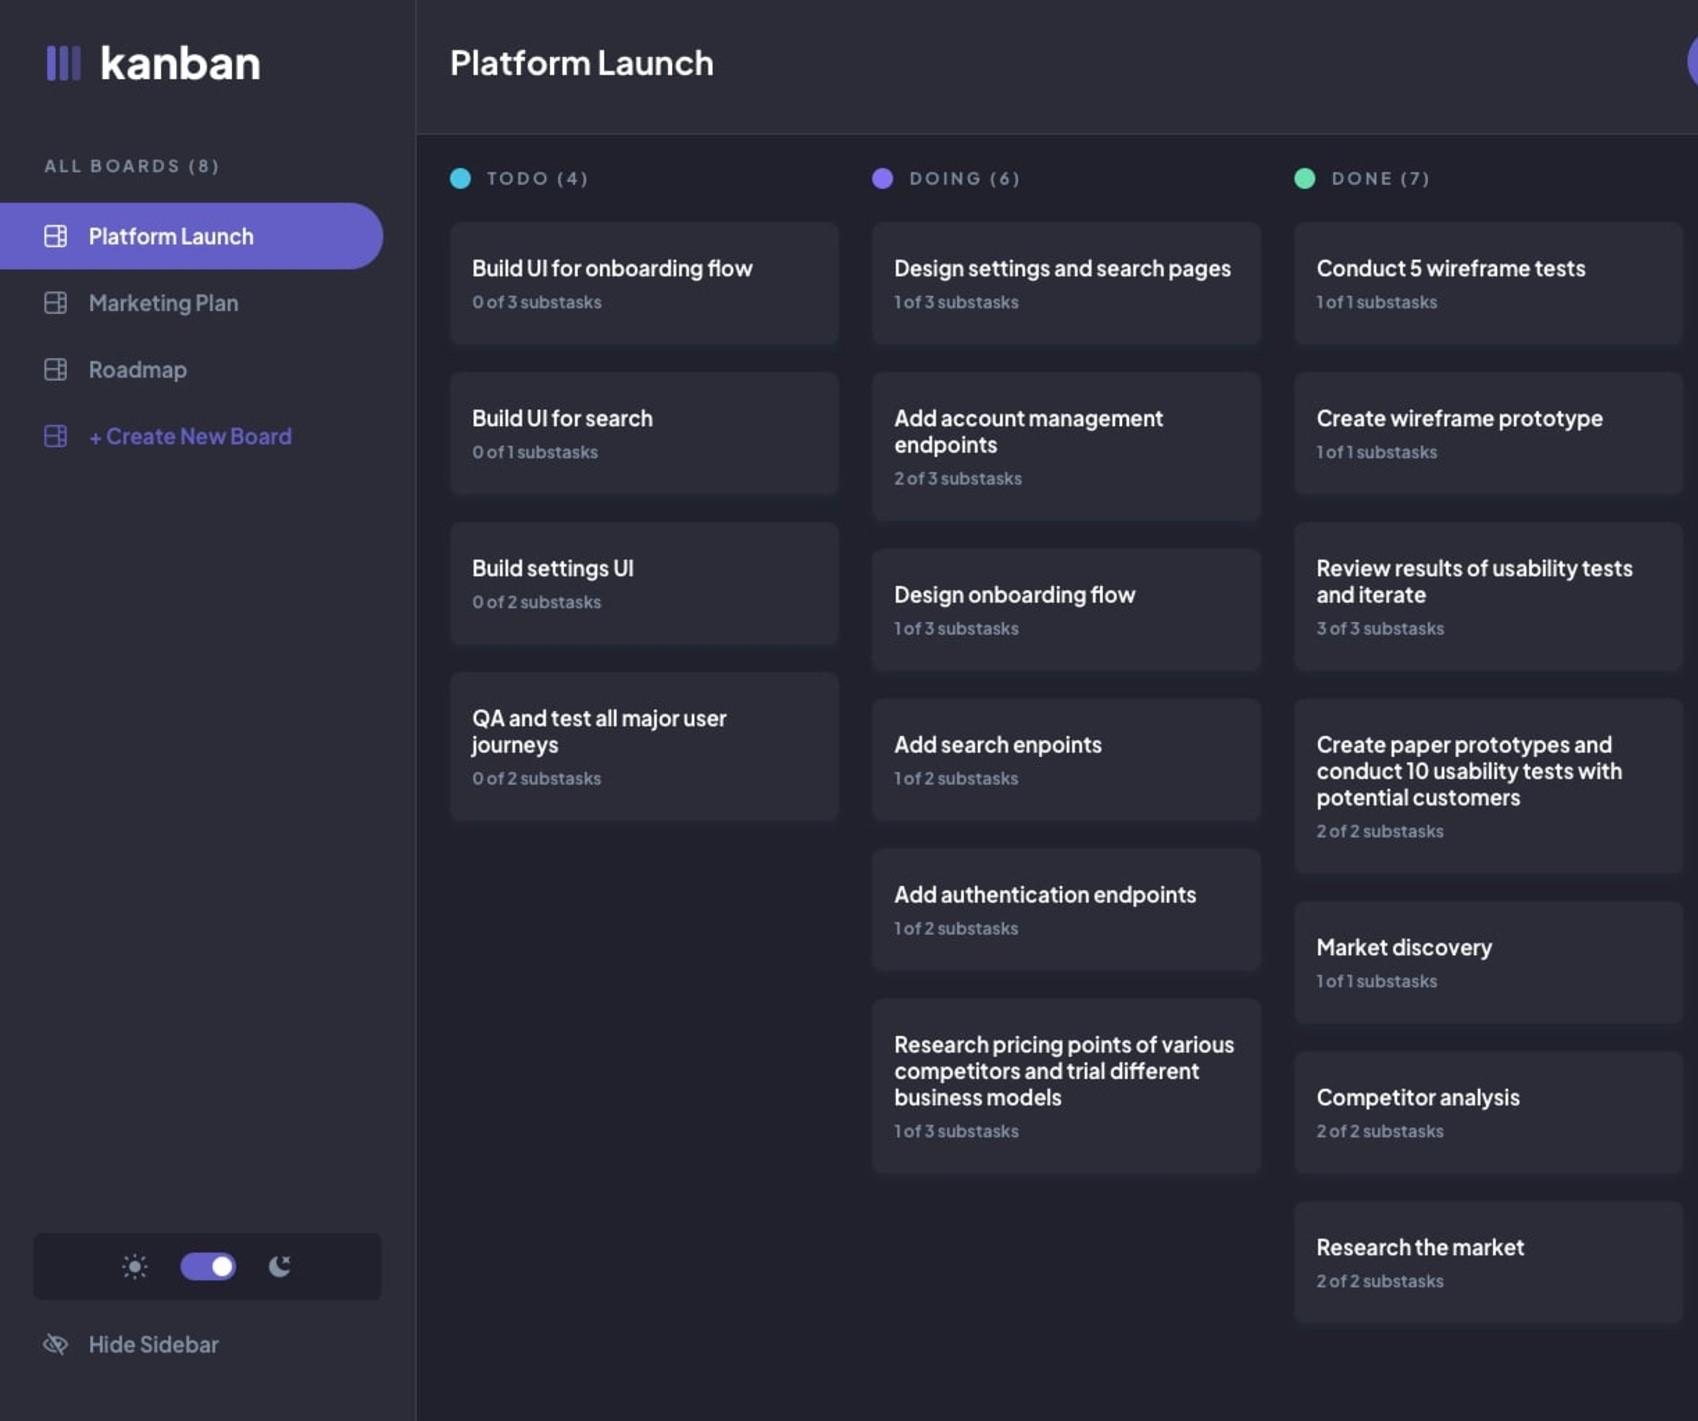 kanban
ALL BOARDS (8)
Platform Launch
Marketing Plan
Roadmap
+ Create New Board
Hide Sidebar
Platform Launch
TODO (4)
Build UI for onboarding flow
0 of 3 substasks
Build UI for search
0 of 1 substasks
Build settings UI
0 of 2 substasks
QA and test all major user
journeys
0 of 2 substasks
DOING (6)
Design settings and search pages
1 of 3 substasks
Add account management
endpoints
2 of 3 substasks
Design onboarding flow
1 of 3 substasks
Add search enpoints
1 of 2 substasks
Add authentication endpoints
1 of 2 substasks
Research pricing points of various
competitors and trial different
business models
1 of 3 substasks
DONE (7)
Conduct 5 wireframe tests
1 of 1 substasks
Create wireframe prototype
1 of 1 substasks
Review results of usability tests
and iterate
3 of 3 substasks
Create paper prototypes and
conduct 10 usability tests with
potential customers
2 of 2 substasks
Market discovery
1 of 1 substasks
Competitor analysis
2 of 2 substasks
Research the market
2 of 2 substasks